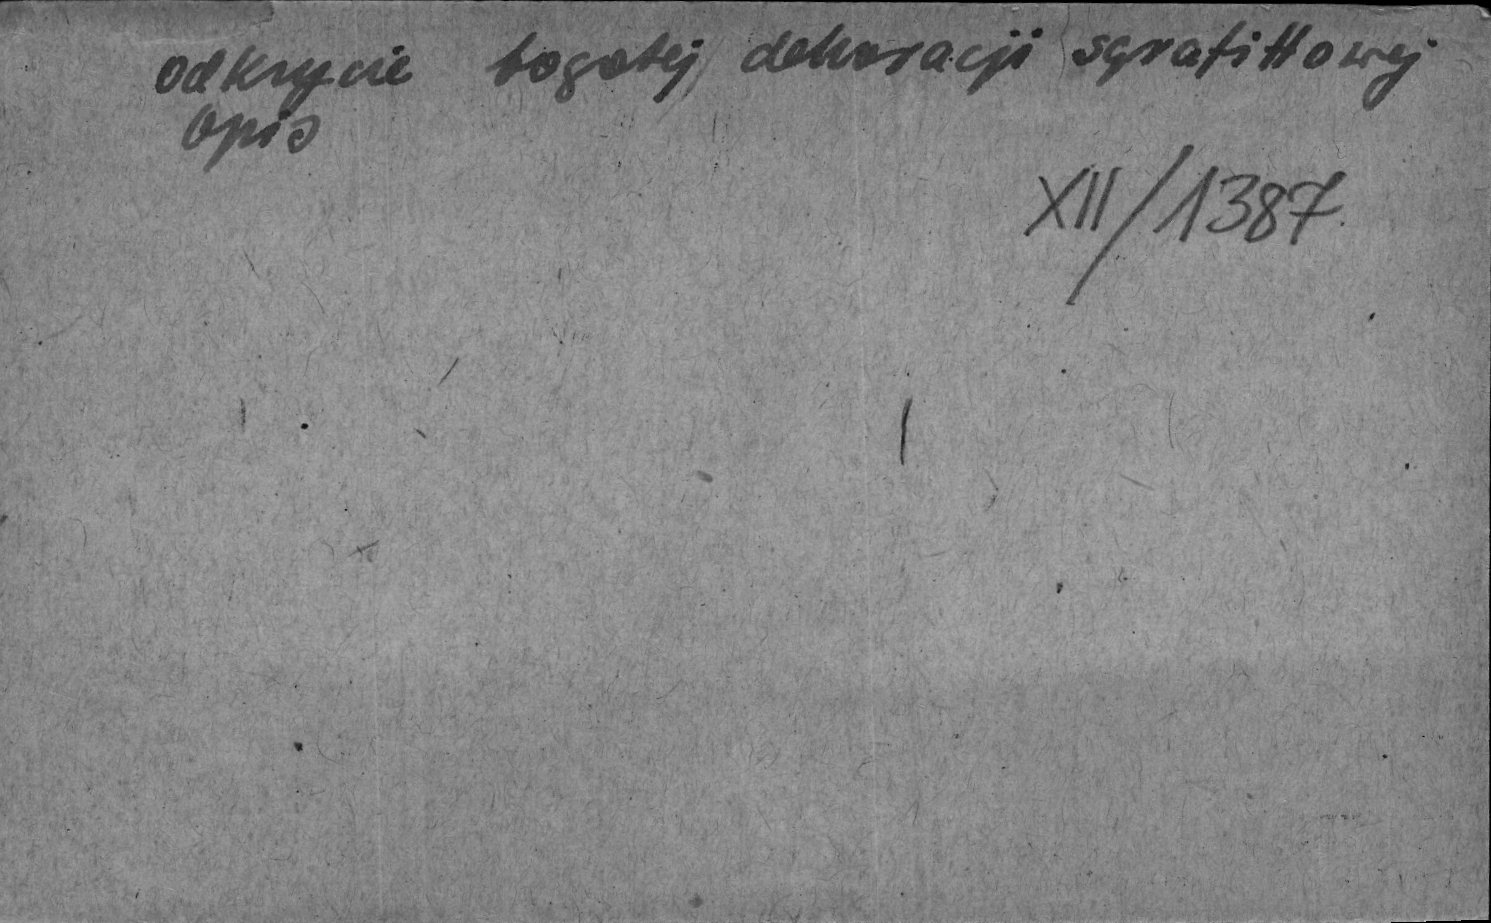 odkrycie bogatej dekoracji sgrafittowej
opis
XII/1387